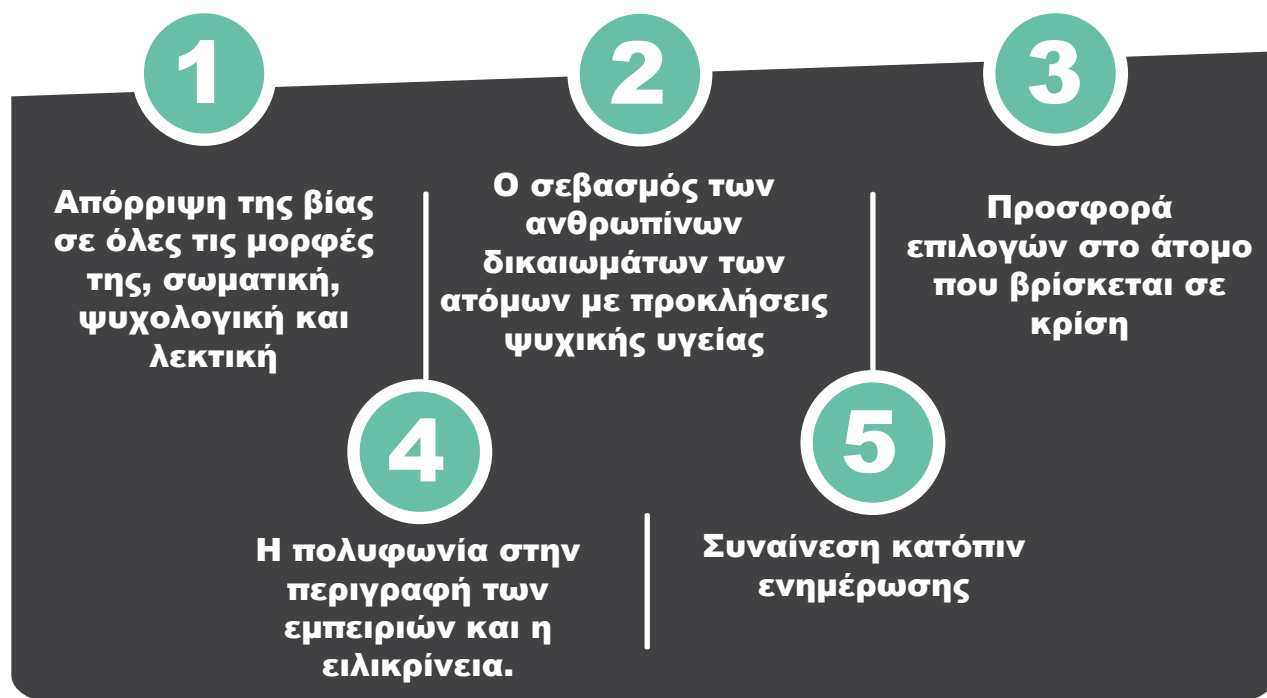 1
Απόρριψη της βίας
σε όλες τις μορφές
της, σωματική,
ψυχολογική και
λεκτική
2
Ο σεβασμός των
ανθρωπίνων
δικαιωμάτων των
ατόμων με προκλήσεις
ψυχικής υγείας
3
Προσφορά
επιλογών στο άτομο
που βρίσκεται σε
κρίση
4
Η πολυφωνία στην
περιγραφή των
εμπειριών και η
ειλικρίνεια.
5
Συναίνεση κατόπιν
ενημέρωσης